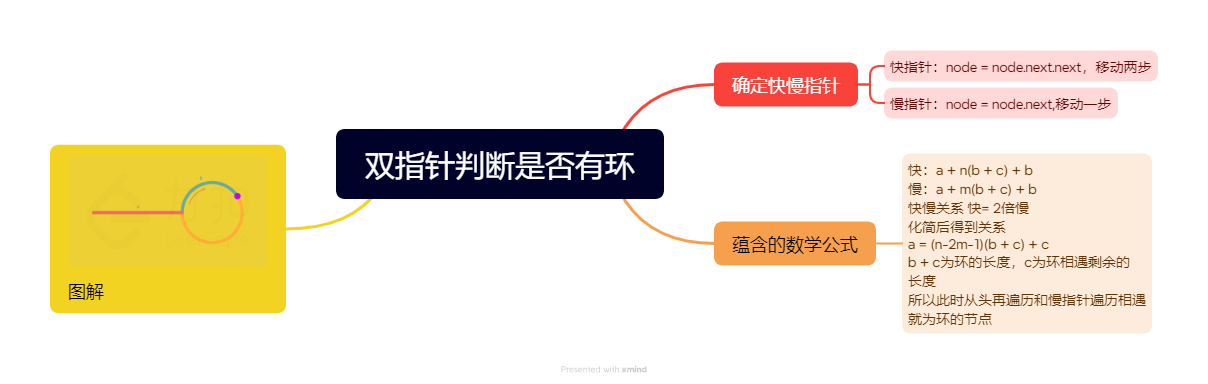 双指针判断是否有环
确定快慢指针
快指针：node = node.next.next，移动两步
慢指针：node = node.next,移动一步
蕴含的数学公式
快：a + n(b + c) + b
慢：a + m(b + c) + b
快慢关系 快= 2倍慢
化简后得到关系
a = (n-2m-1)(b + c) + c
b + c为环的长度，c为环相遇剩余的
长度
所以此时从头再遍历和慢指针遍历相遇
就为环的节点
图解
Presented with xmind